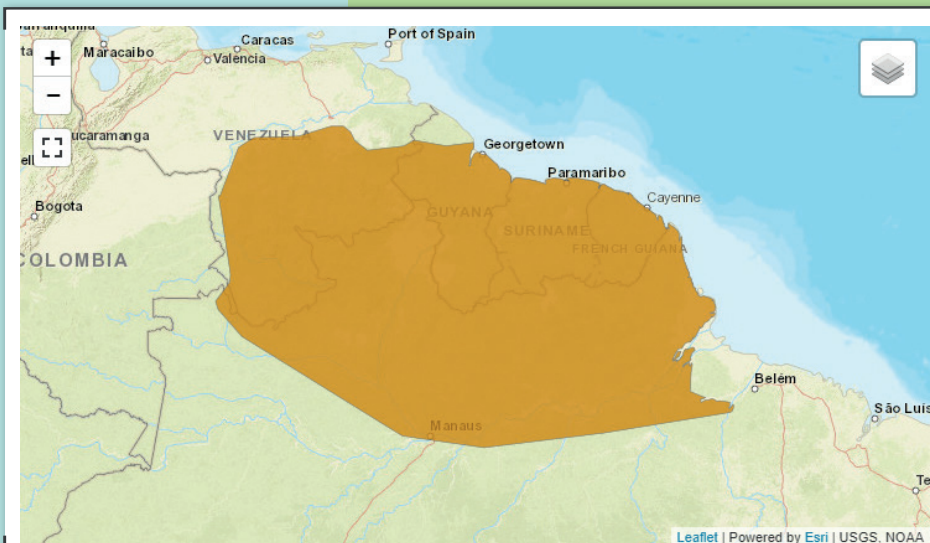 Port of Spain
Caracas
Maracaibo
Valencia
+
−
ucaramanga
VENEZUELA
Georgetown
Paramaribo
Cayenne
Bogota
GUYANA
SURINAME
FRENCH GUIANA
COLOMBIA
Belém
São Luís
Manaus
Te
Leaflet | Powered by Esri | USGS, NOAA